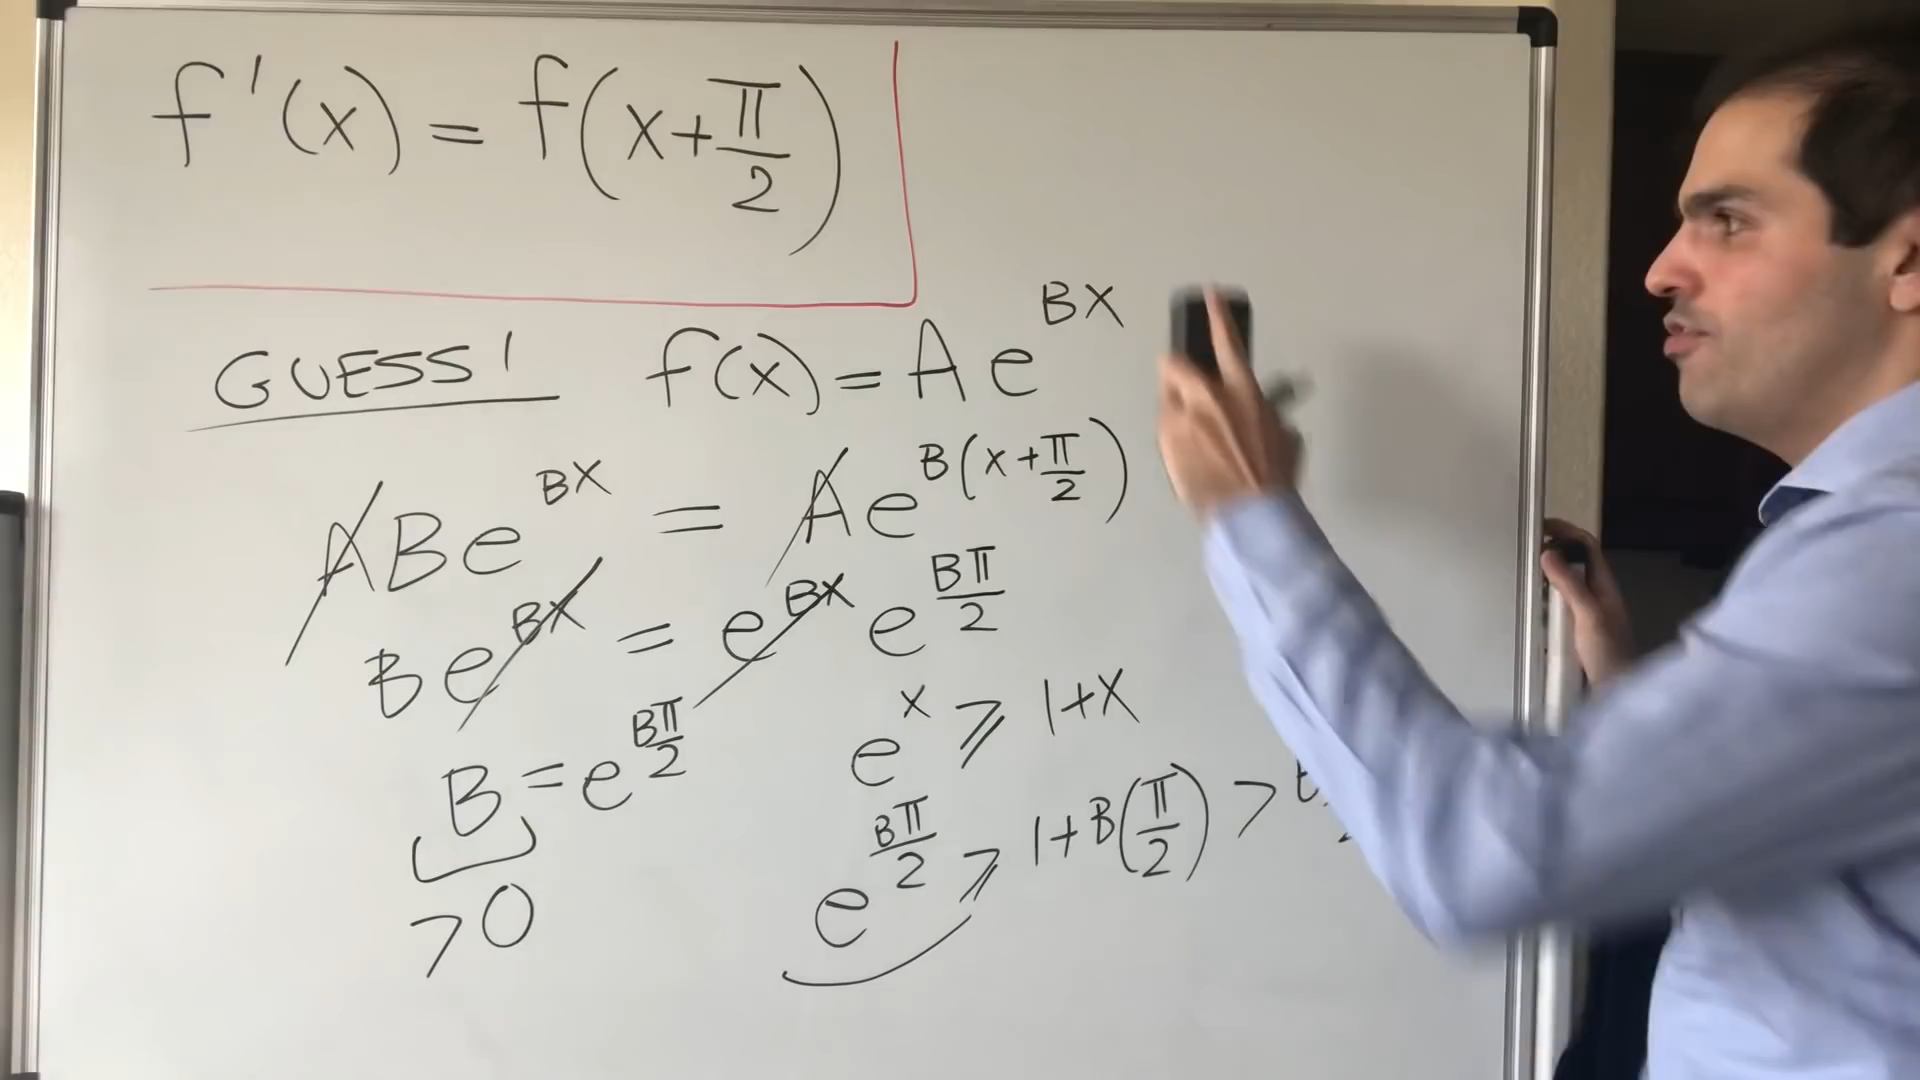 f'(x) = f(x+π/2)
GUESS! f(x) = Ae^{BX}
ABe^{BX} = Ae^{B(x+π/2)}
Be^{BX} = e^{BX} e^{Bπ/2}
B = e^{Bπ/2}
>0
e^x ⩾ 1+X
e^{Bπ/2} ⩾ 1+B(π/2) >